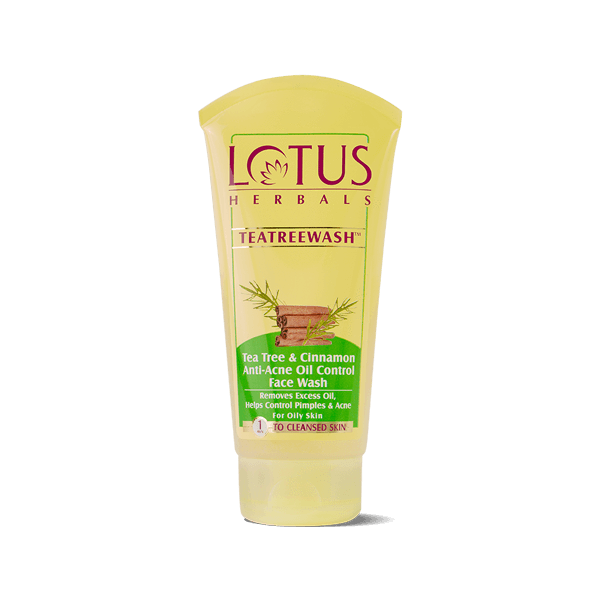 LOTUS
HERBALS
TEATREEWASH™
Tea Tree & Cinnamon
Anti-Acne Oil Control
Face Wash
Removes Excess Oil,
Helps Control Pimples & Acne
For Oily Skin
1 TO CLEANSED SKIN